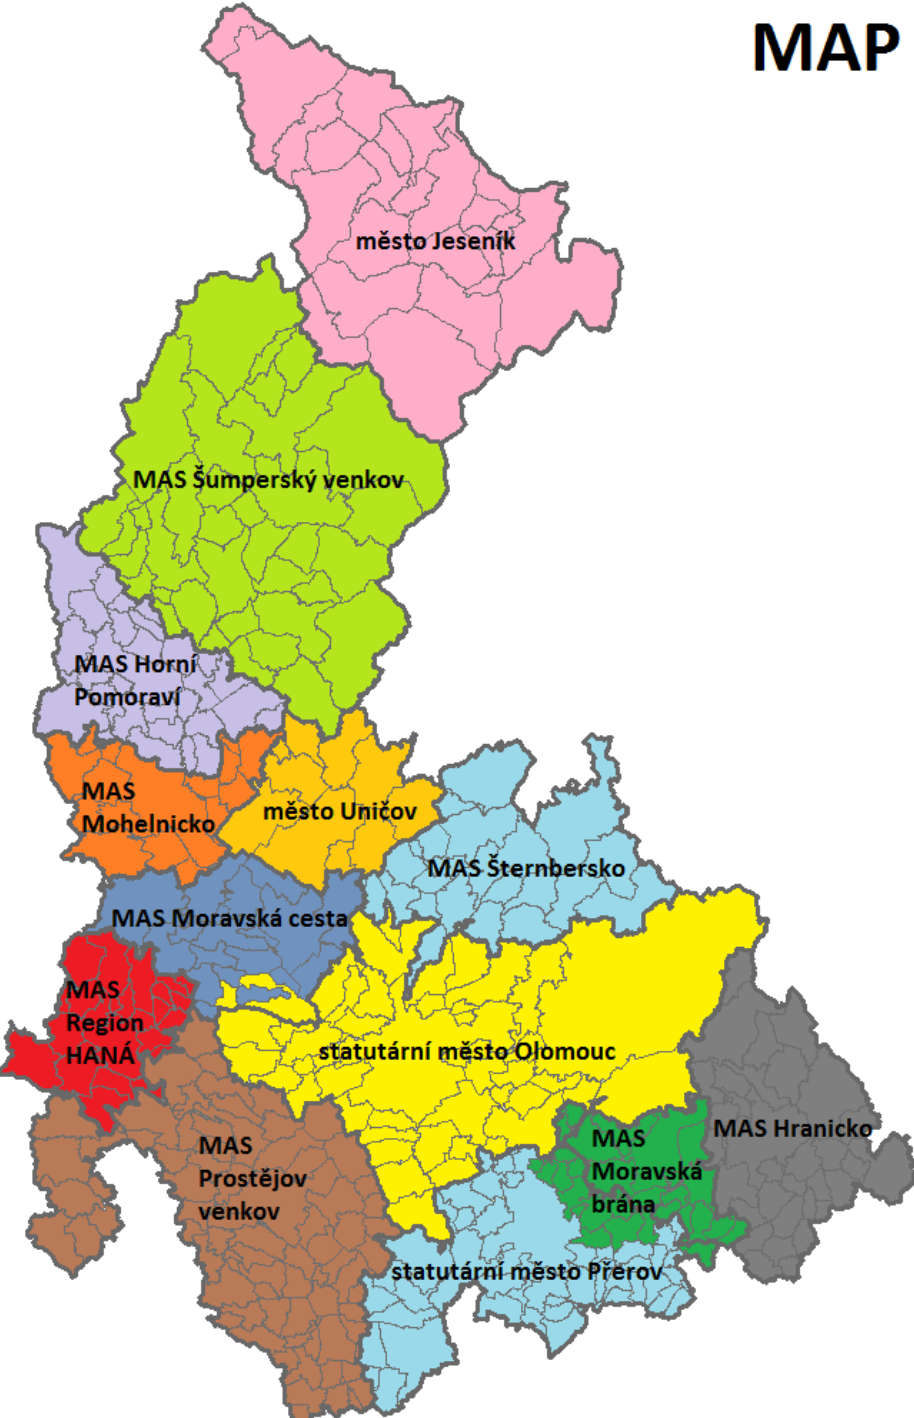 MAP
město Jeseník
MAS Šumperský venkov
MAS Horní
Pomoraví
MAS
Mohelnicko
město Uničov
MAS Šternbersko
MAS Moravská cesta
MAS
Region
HANÁ
statutární město Olomouc
MAS Hranicko
MAS
Moravská
brána
MAS
Prostějov
venkov
statutární město Přerov